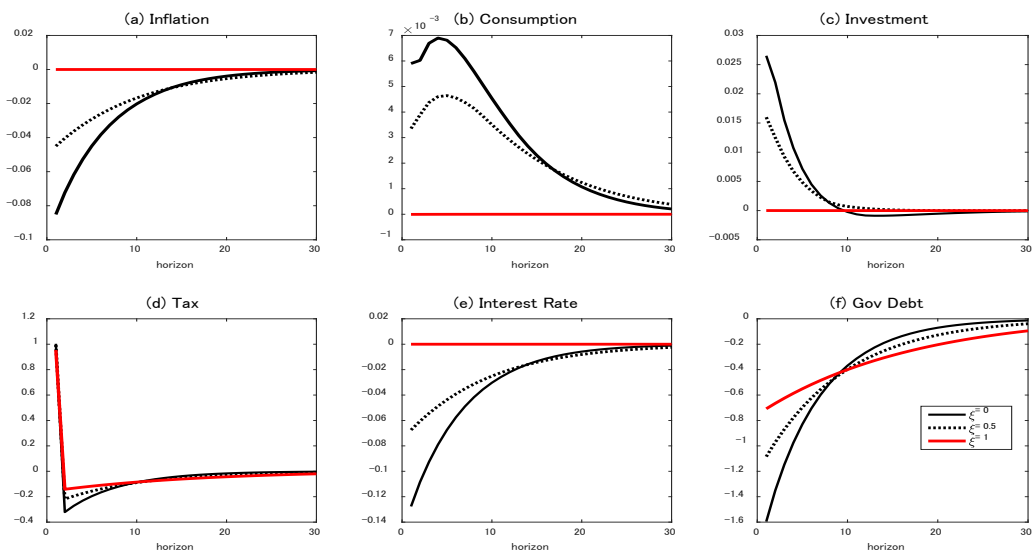 (a) Inflation
0.02
0
-0.02
-0.04
-0.06
-0.08
-0.1
0 10 20 30
horizon
(b) Consumption
× 10 -3
7
6
5
4
3
2
1
0
-1
0 10 20 30
horizon
(c) Investment
0.03
0.025
0.02
0.015
0.01
0.005
0
-0.005
0 10 20 30
horizon
(d) Tax
1.2
1
0.8
0.6
0.4
0.2
0
-0.2
-0.4
0 10 20 30
horizon
(e) Interest Rate
0.02
0
-0.02
-0.04
-0.06
-0.08
-0.1
-0.12
-0.14
0 10 20 30
horizon
(f) Gov Debt
0
-0.2
-0.4
-0.6
-0.8
-1
-1.2
-1.4
-1.6
0 10 20 30
horizon
ξ= 0
ξ= 0.5
ξ= 1